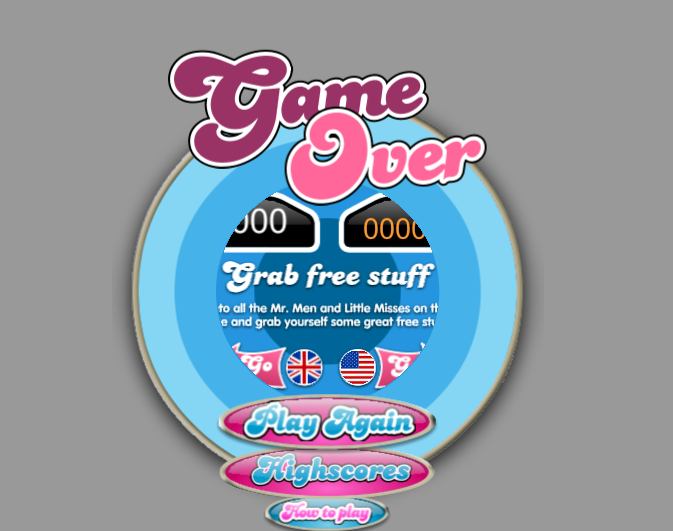 Game
Over
000 0000
Grab free stuff
to all the Mr. Men and Little Misses on th
e and grab yourself some great free stu
Go G
Play Again
Highscores
How to play